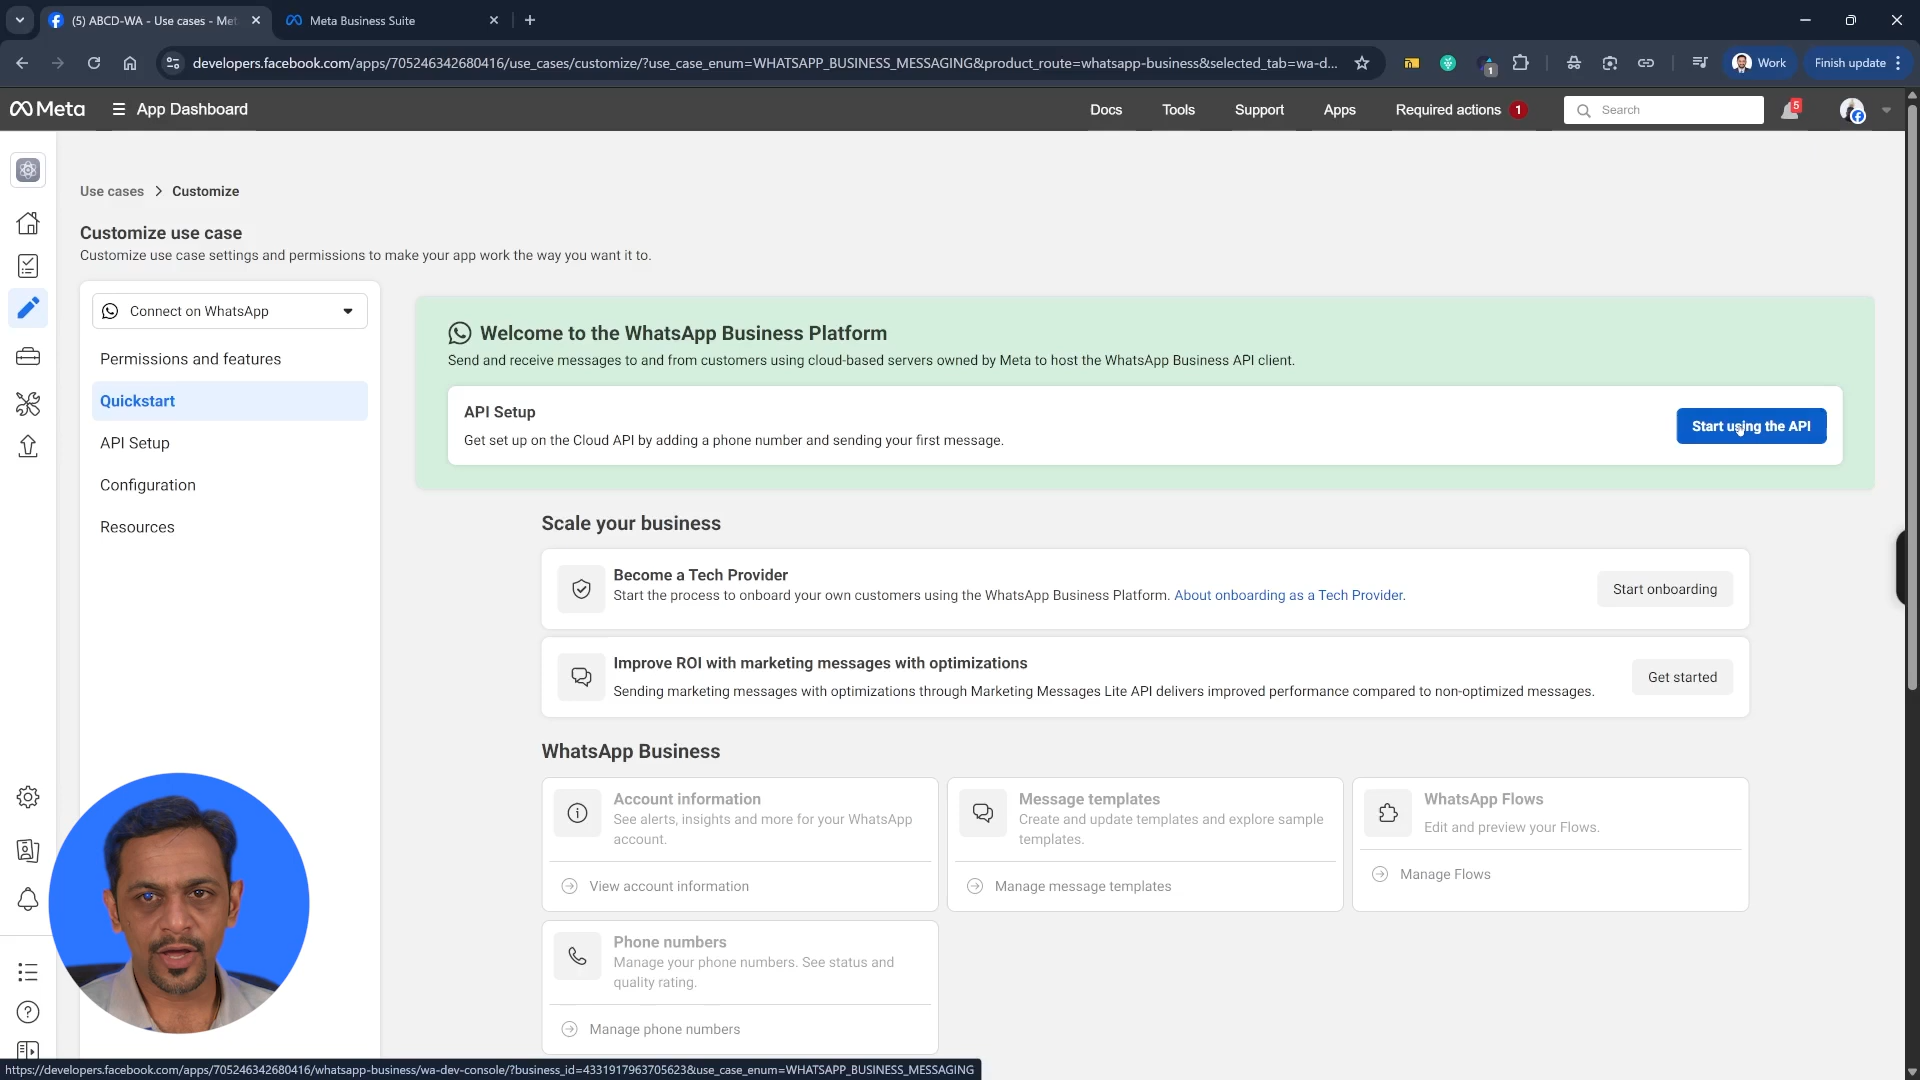 (5) ABCD-WA - Use cases - Met
Meta Business Suite
developers.facebook.com/apps/705246342680416/use_cases/customize/?use_case_enum=WHATSAPP_BUSINESS_MESSAGING&product_route=whatsapp-business&selected_tab=wa-d...
1
Work
Finish update
Meta
App Dashboard
Docs
Tools
Support
Apps
Required actions
1
Search
5
Use cases
Customize
Customize use case
Customize use case settings and permissions to make your app work the way you want it to.
Connect on WhatsApp
Permissions and features
Quickstart
API Setup
Configuration
Resources
Welcome to the WhatsApp Business Platform
Send and receive messages to and from customers using cloud-based servers owned by Meta to host the WhatsApp Business API client.
API Setup
Get set up on the Cloud API by adding a phone number and sending your first message.
Start using the API
Scale your business
Become a Tech Provider
Start the process to onboard your own customers using the WhatsApp Business Platform. About onboarding as a Tech Provider.
Start onboarding
Improve ROI with marketing messages with optimizations
Sending marketing messages with optimizations through Marketing Messages Lite API delivers improved performance compared to non-optimized messages.
Get started
WhatsApp Business
Account information
See alerts, insights and more for your WhatsApp
account.
View account information
Message templates
Create and update templates and explore sample
templates.
Manage message templates
WhatsApp Flows
Edit and preview your Flows.
Manage Flows
Phone numbers
Manage your phone numbers. See status and
quality rating.
Manage phone numbers
https://developers.facebook.com/apps/705246342680416/whatsapp-business/wa-dev-console/?business_id=4331917963705623&use_case_enum=WHATSAPP_BUSINESS_MESSAGING